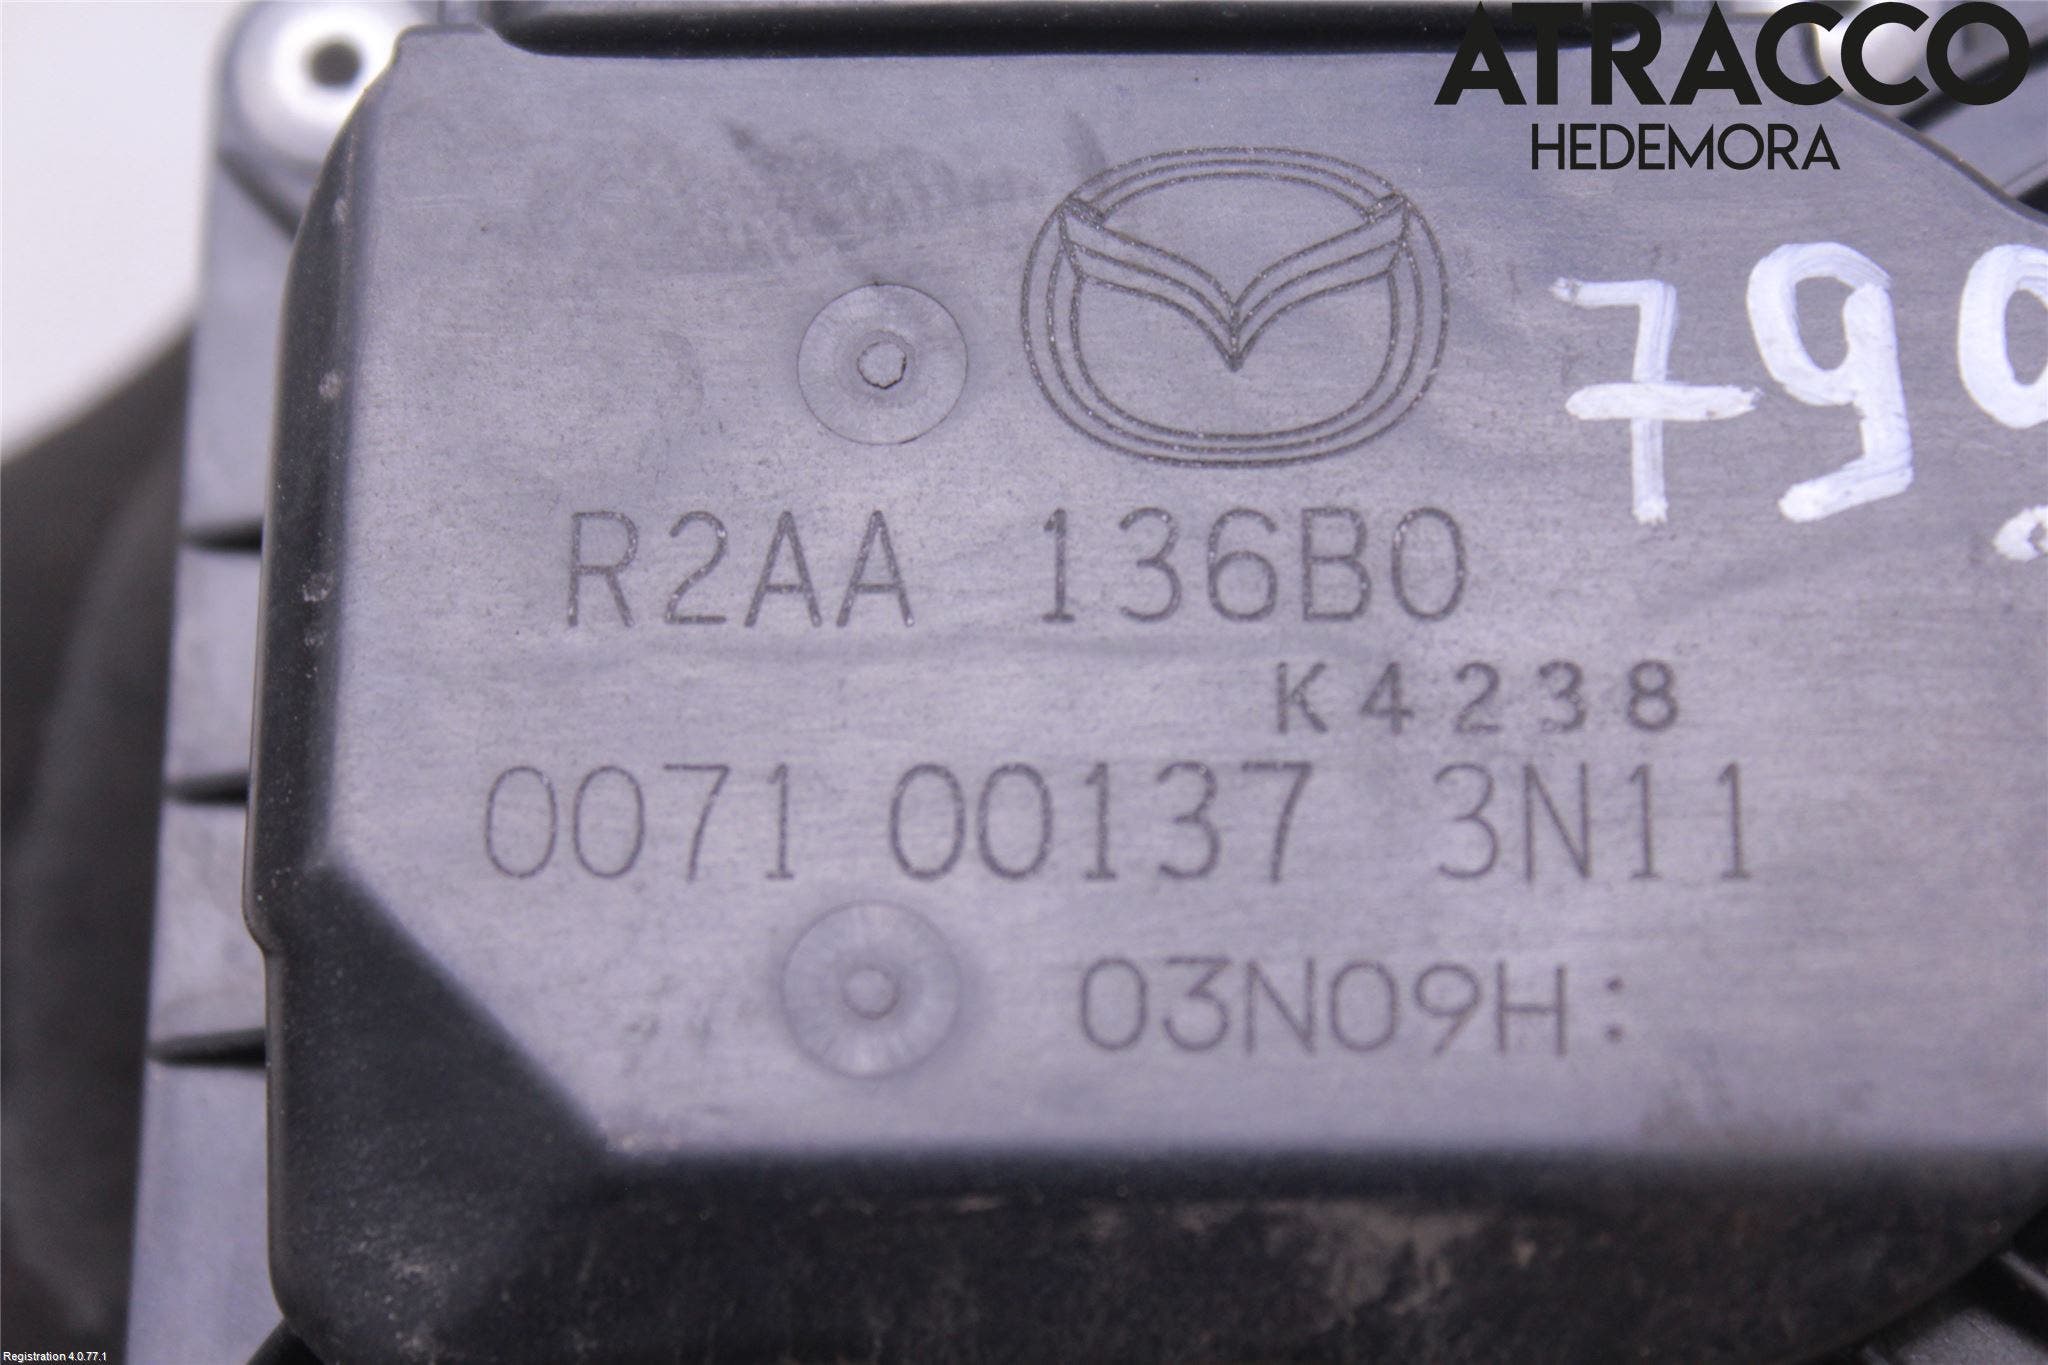 ATRACCO
HEDEMORA
R2AA 136B0
K4238
0071 00137 3N11
03N09H:
Registration 4.0.77.1